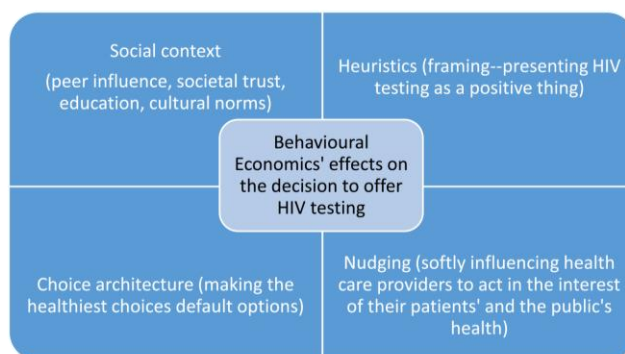 Social context
(peer influence, societal trust,
education, cultural norms)
Heuristics (framing--presenting HIV
testing as a positive thing)
Behavioural
Economics' effects on
the decision to offer
HIV testing
Choice architecture (making the
healthiest choices default options)
Nudging (softly influencing health
care providers to act in the interest
of their patients' and the public's
health)